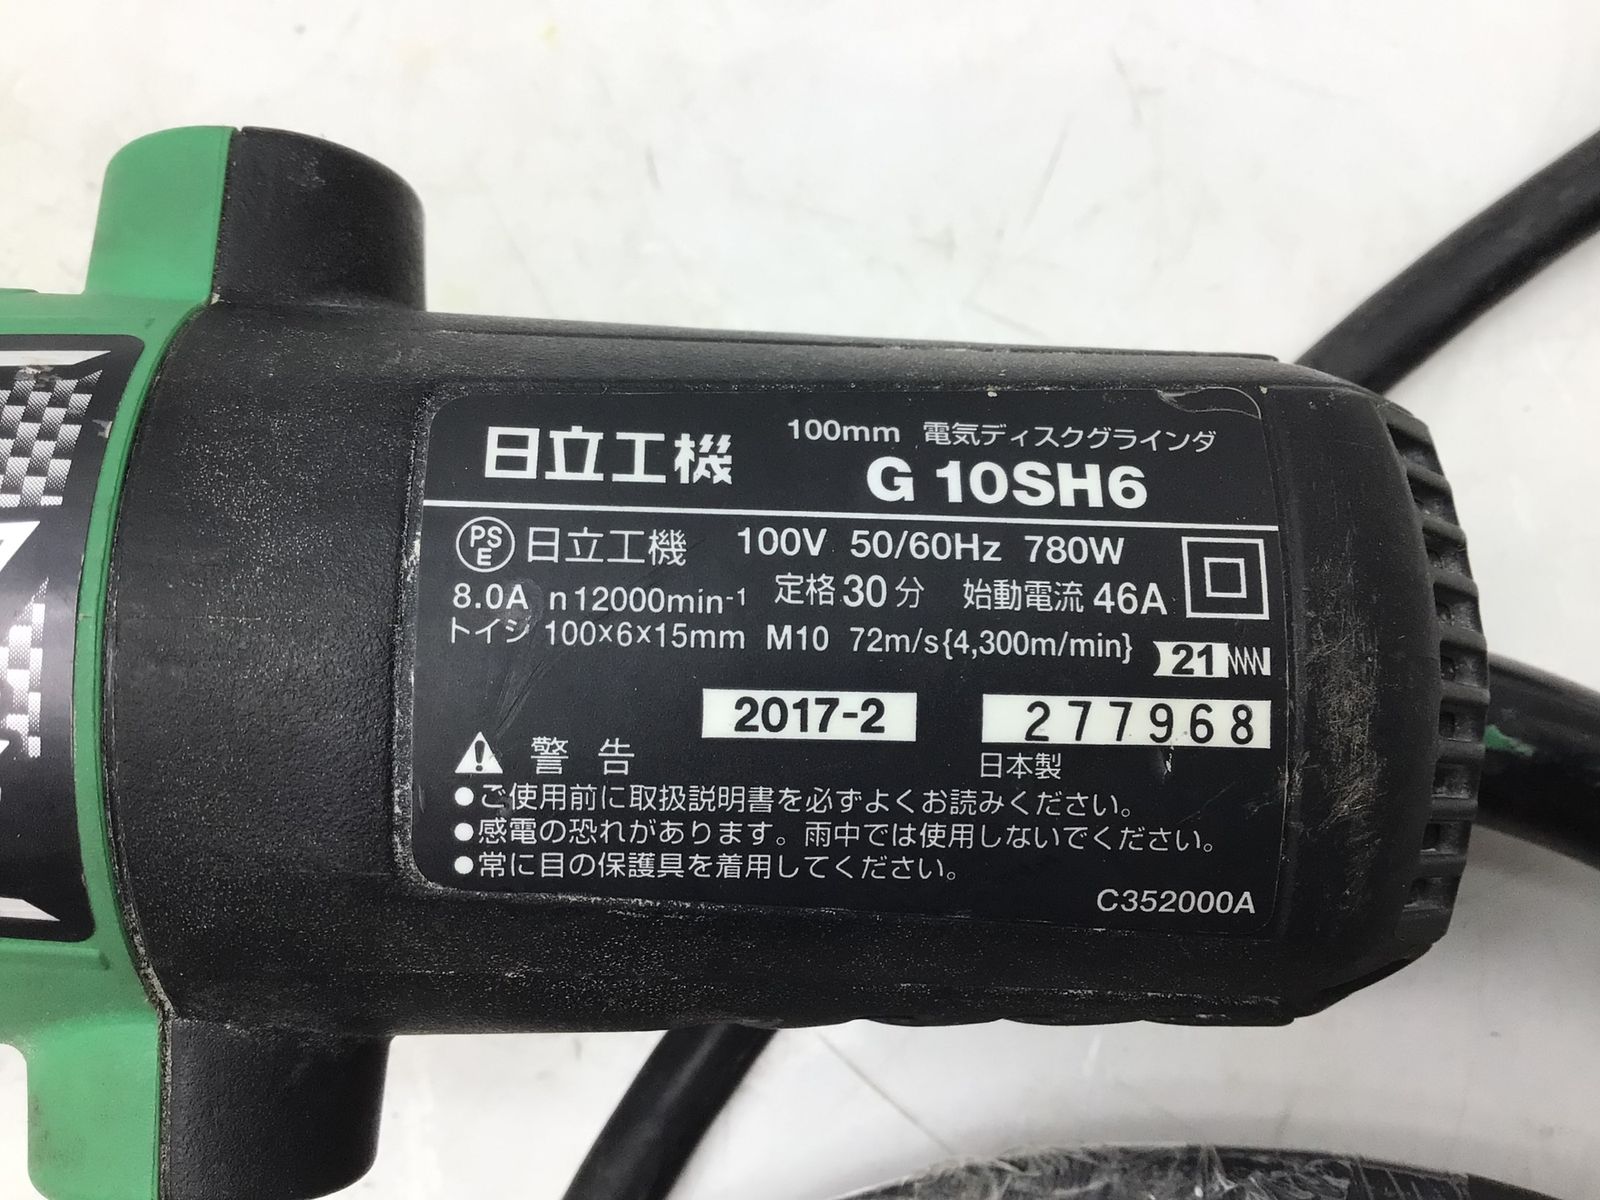 日立工機 100mm 電気ディスクグラインダ
G 10SH6
PSE 日立工機 100V 50/60Hz 780W
8.0A n 12000min-1 定格 30 分 始動電流 46A
トイシ 100×6×15mm M10 72m/s{4,300m/min} 21
2017-2 277968
日本製
警告
●ご使用前に取扱説明書を必ずよくお読みください。
●感電の恐れがあります。雨中では使用しないでください。
●常に目の保護具を着用してください。
C352000A